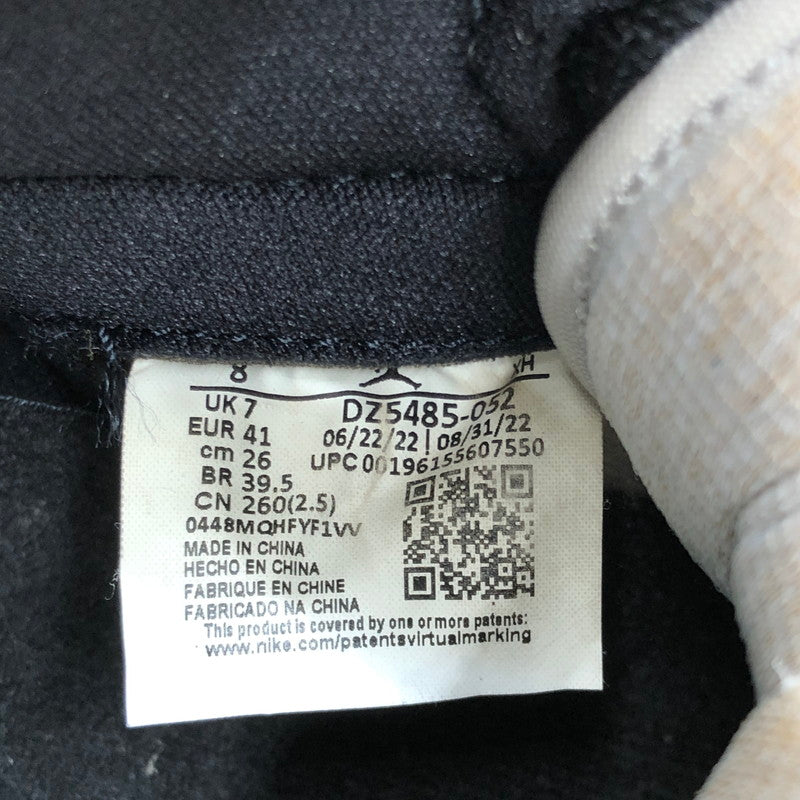 8
UK 7
EUR 41
cm 26
BR 39.5
CN 260(2.5)
DZ5485-052
06/22/22 | 08/31/22
UPC 00196155607550
0448MQHFYF1VV
MADE IN CHINA
HECHO EN CHINA
FABRIQUE EN CHINE
FABRICADO NA CHINA
This product is covered by one or more patents:
www.nike.com/patentsvirtualmarking